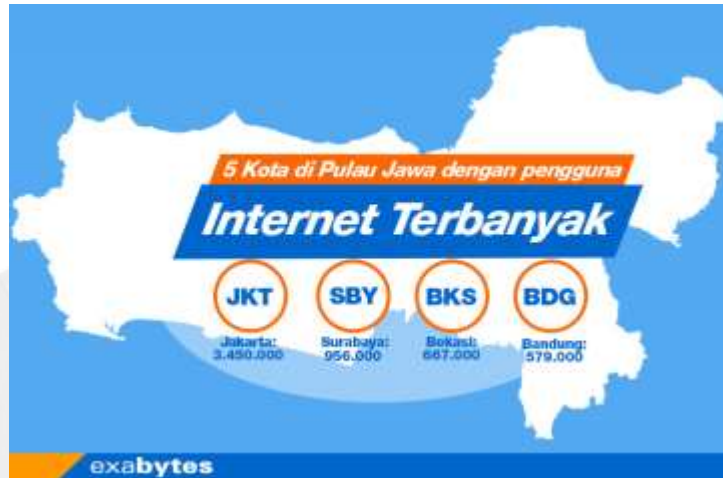 5 Kota di Pulau Jawa dengan pengguna
Internet Terbanyak
JKT SBY BKS BDG
Jakarta: Surabaya: Bekasi: Bandung:
3.450.000 956.000 667.000 579.000
exabytes